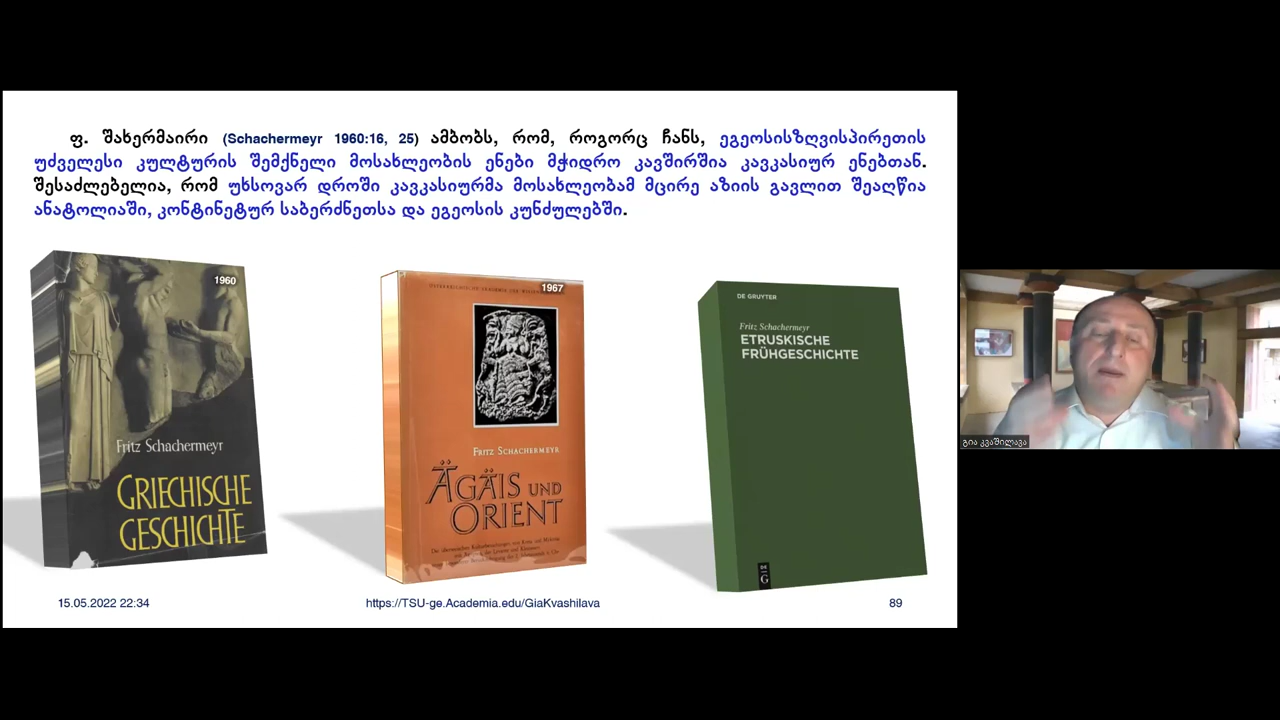 ფ. შახერმაირი (Schachermeyr 1960:16, 25) ამბობს, რომ, როგორც ჩანს, ეგეოსისზღვისპირეთის
უძველესი კულტურის შემქნელი მოსახლეობის ენები მჭიდრო კავშირშია კავკასიურ ენებთან.
შესაძლებელია, რომ უხსოვარ დროში კავკასიურმა მოსახლეობამ მცირე აზიის გავლით შეაღწია
ანატოლიაში, კონტინეტურ საბერძნეთსა და ეგეოსის კუნძულებში.
1960
Fritz Schachermeyr
GRIECHISCHE
GESCHICHTE
1967
FRITZ SCHACHERMEYR
ÄGÄIS UND
ORIENT
DE GRUYTER
Fritz Schachermeyr
ETRUSKISCHE
FRÜHGESCHICHTE
DE
G
15.05.2022 22:34
https://TSU-ge.Academia.edu/GiaKvashilava
89
გია კვაშილავა